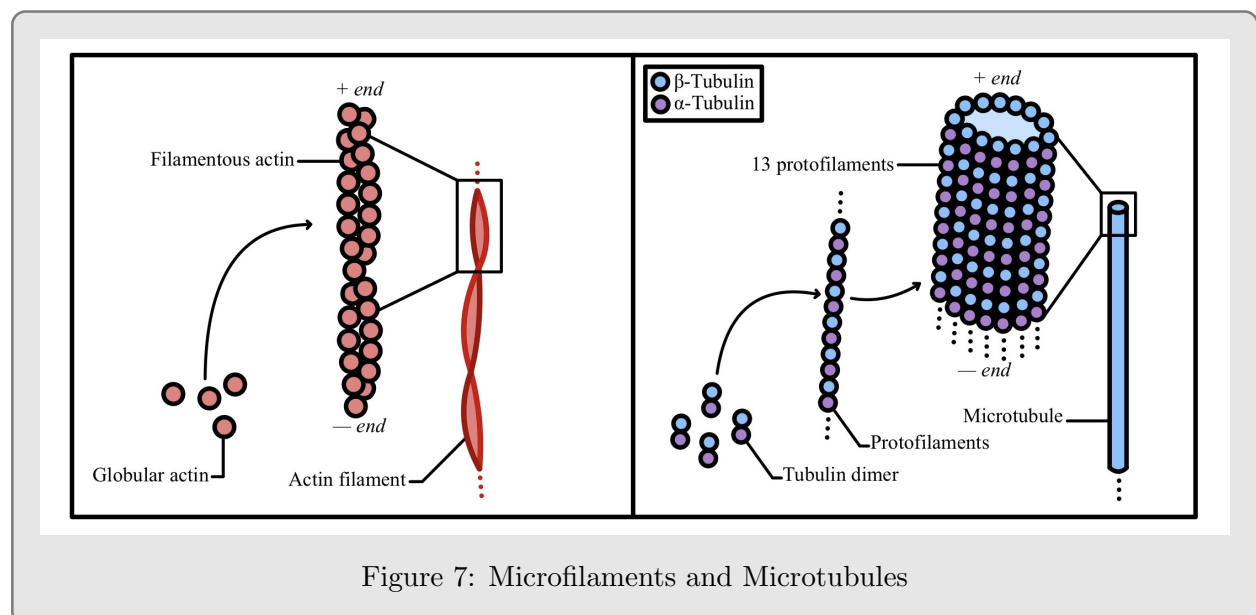 + end
Filamentous actin
— end
Globular actin
Actin filament
β-Tubulin
α-Tubulin
+ end
13 protofilaments
— end
Microtubule
Protofilaments
Tubulin dimer
Figure 7: Microfilaments and Microtubules